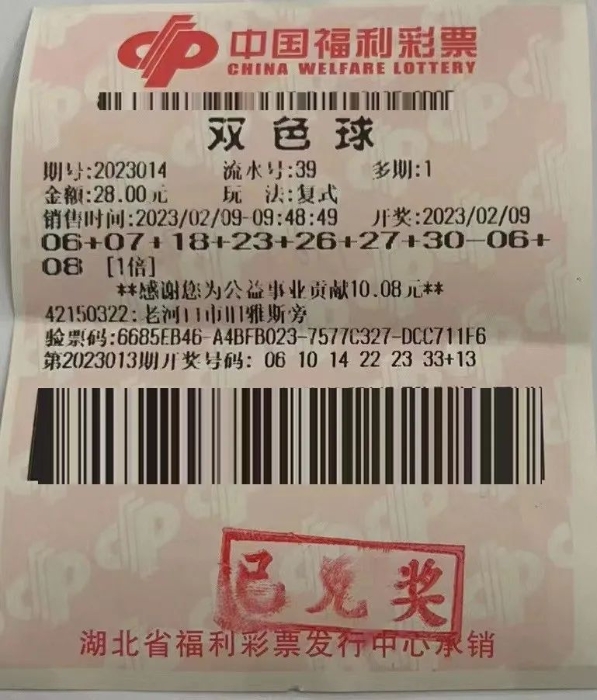 中国福利彩票
CHINA WELFARE LOTTERY
双色球
期号:2023014 流水号:39 多期:1
金额:28.00元 玩 法:复式
销售时间:2023/02/09-09:48:49 开奖:2023/02/09
06+07+18+23+26+27+30-06+
08 [1倍]
**感谢您为公益事业贡献10.08元**
42150322:老河口市旧雅斯旁
验票码:6685EB46-A4BFB023-7577C327-DCC711F6
第2023013期开奖号码: 06 10 14 22 23 33+13
已兑奖
湖北省福利彩票发行中心承销